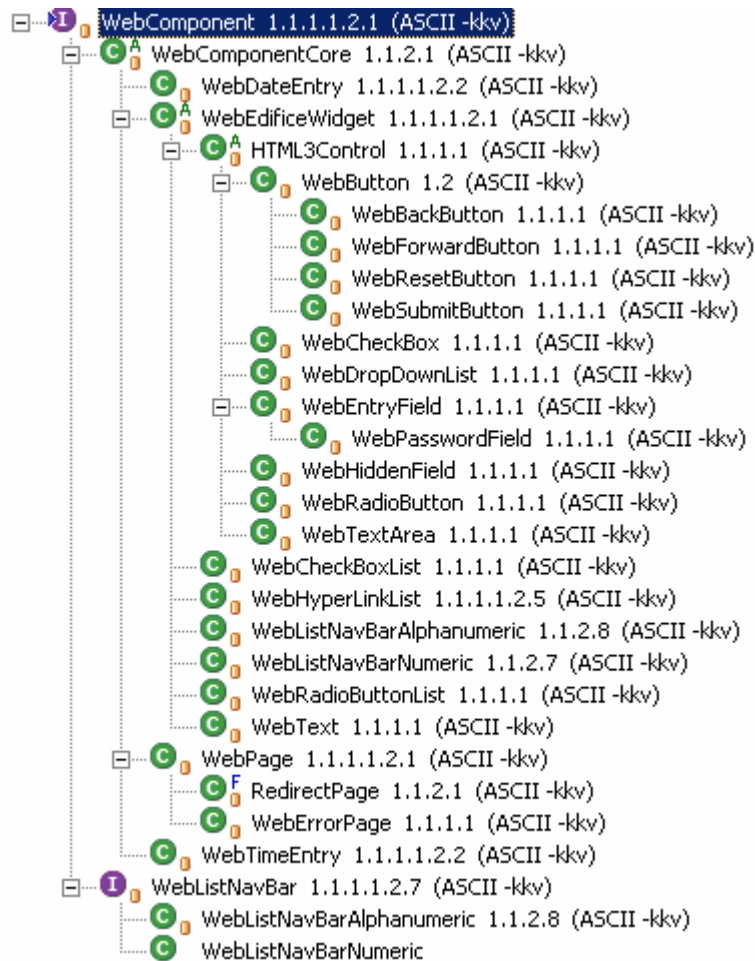 WebComponent 1.1.1.1.2.1 (ASCII -kkv)
WebComponentCore 1.1.2.1 (ASCII -kkv)
WebDateEntry 1.1.1.1.2.2 (ASCII -kkv)
WebEdificeWidget 1.1.1.1.2.1 (ASCII -kkv)
HTML3Control 1.1.1.1 (ASCII -kkv)
WebButton 1.2 (ASCII -kkv)
WebBackButton 1.1.1.1 (ASCII -kkv)
WebForwardButton 1.1.1.1 (ASCII -kkv)
WebResetButton 1.1.1.1 (ASCII -kkv)
WebSubmitButton 1.1.1.1 (ASCII -kkv)
WebCheckBox 1.1.1.1 (ASCII -kkv)
WebDropDownList 1.1.1.1 (ASCII -kkv)
WebEntryField 1.1.1.1 (ASCII -kkv)
WebPasswordField 1.1.1.1 (ASCII -kkv)
WebHiddenField 1.1.1.1 (ASCII -kkv)
WebRadioButton 1.1.1.1 (ASCII -kkv)
WebTextArea 1.1.1.1 (ASCII -kkv)
WebCheckBoxList 1.1.1.1 (ASCII -kkv)
WebHyperLinkList 1.1.1.1.2.5 (ASCII -kkv)
WebListNavBarAlphanumeric 1.1.2.8 (ASCII -kkv)
WebListNavBarNumeric 1.1.2.7 (ASCII -kkv)
WebRadioButtonList 1.1.1.1 (ASCII -kkv)
WebText 1.1.1.1 (ASCII -kkv)
WebPage 1.1.1.1.2.1 (ASCII -kkv)
RedirectPage 1.1.2.1 (ASCII -kkv)
WebErrorPage 1.1.1.1 (ASCII -kkv)
WebTimeEntry 1.1.1.1.2.2 (ASCII -kkv)
WebListNavBar 1.1.1.1.2.7 (ASCII -kkv)
WebListNavBarAlphanumeric 1.1.2.8 (ASCII -kkv)
WebListNavBarNumeric